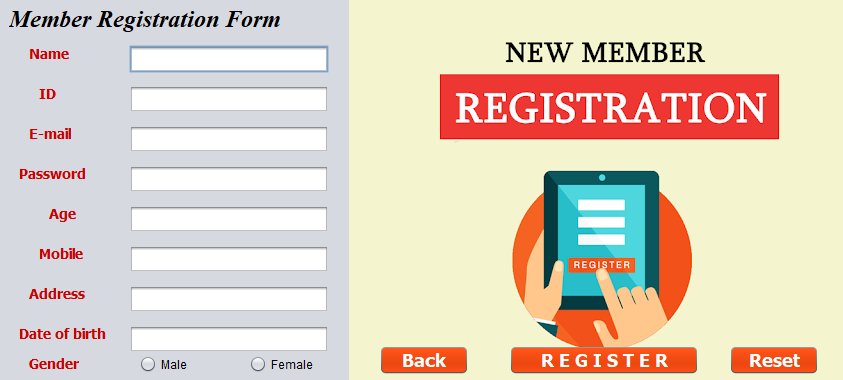 Member Registration Form
Name
ID
E-mail
Password
Age
Mobile
Address
Date of birth
Gender
Male
Female
NEW MEMBER
REGISTRATION
REGISTER
Back
REGISTER
Reset